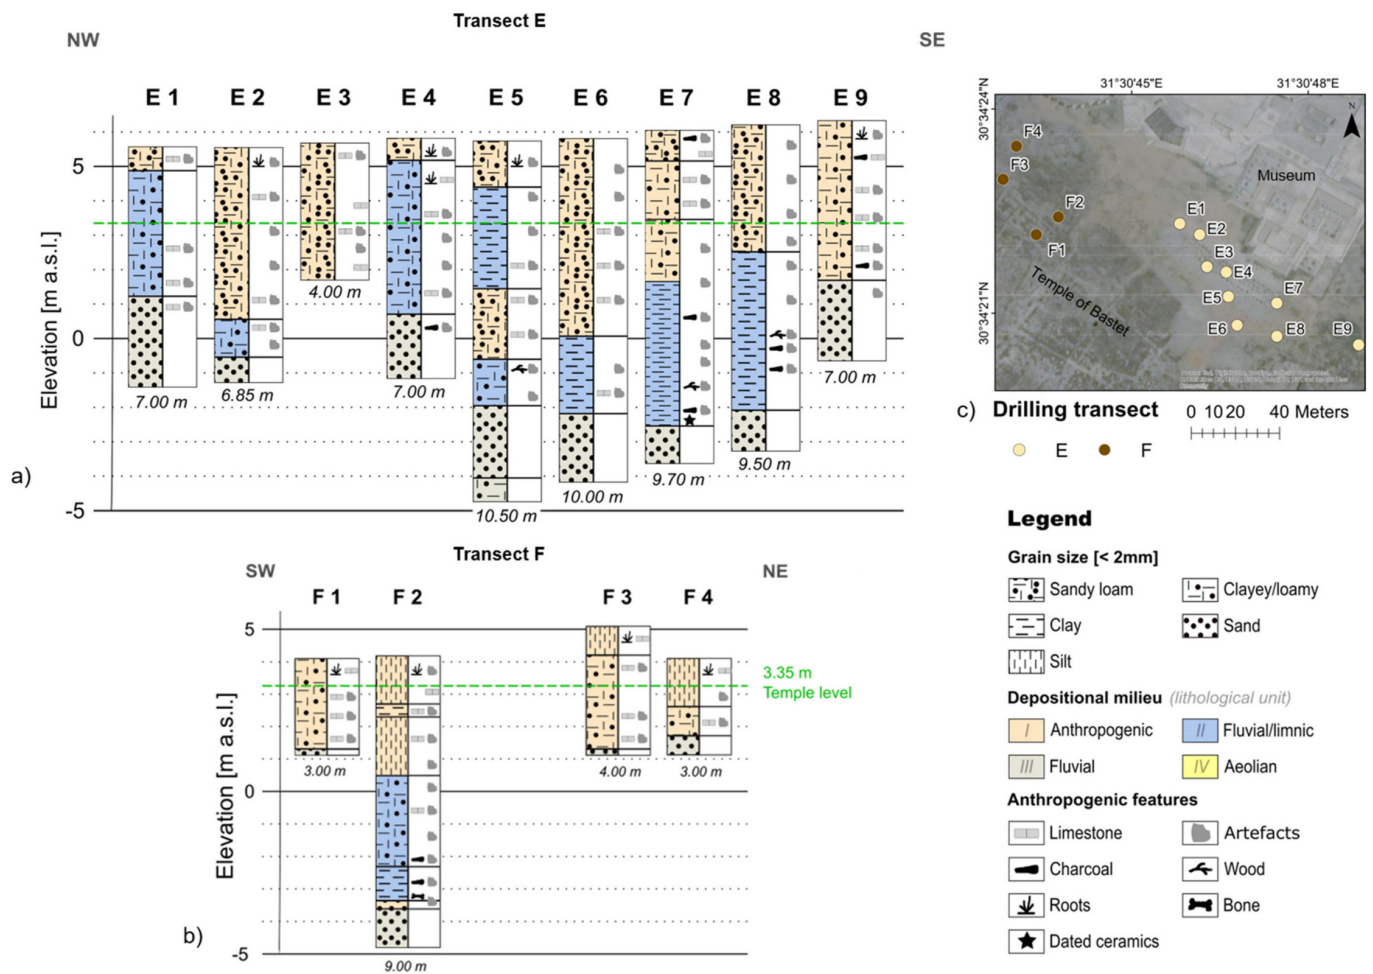 Transect E
a)
NW
SE
E 1
E 2
E 3
E 4
E 5
E 6
E 7
E 8
E 9
Elevation [m a.s.l.]
5
0
-5
7.00 m
6.85 m
4.00 m
7.00 m
10.50 m
10.00 m
9.70 m
9.50 m
7.00 m
31°30'45"E
31°30'48"E
30°34'24"N
30°34'21"N
N
F4
F3
F2
F1
Museum
E1
E2
E3
E4
E5
E6
E7
E8
E9
Temple of Bastet
c) Drilling transect
E
F
0 10 20 40 Meters
Transect F
b)
SW
NE
F 1
F 2
F 3
F 4
Elevation [m a.s.l.]
5
0
-5
3.00 m
9.00 m
4.00 m
3.00 m
3.35 m
Temple level
Legend
Grain size [< 2mm]
Sandy loam
Clayey/loamy
Clay
Sand
Silt
Depositional milieu (lithological unit)
I Anthropogenic
II Fluvial/limnic
III Fluvial
IV Aeolian
Anthropogenic features
Limestone
Artefacts
Charcoal
Wood
Roots
Bone
Dated ceramics